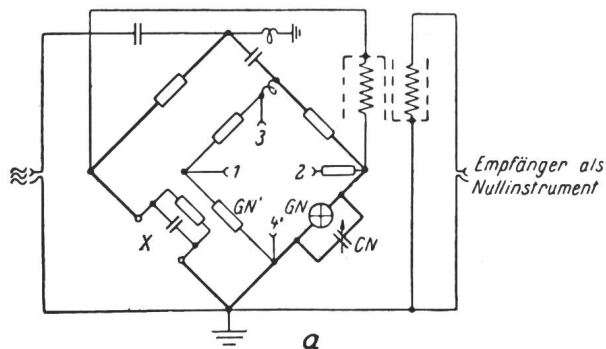 3
1
2
GN'
GN
X
4'
CN
Empfänger als
Nullinstrument
a